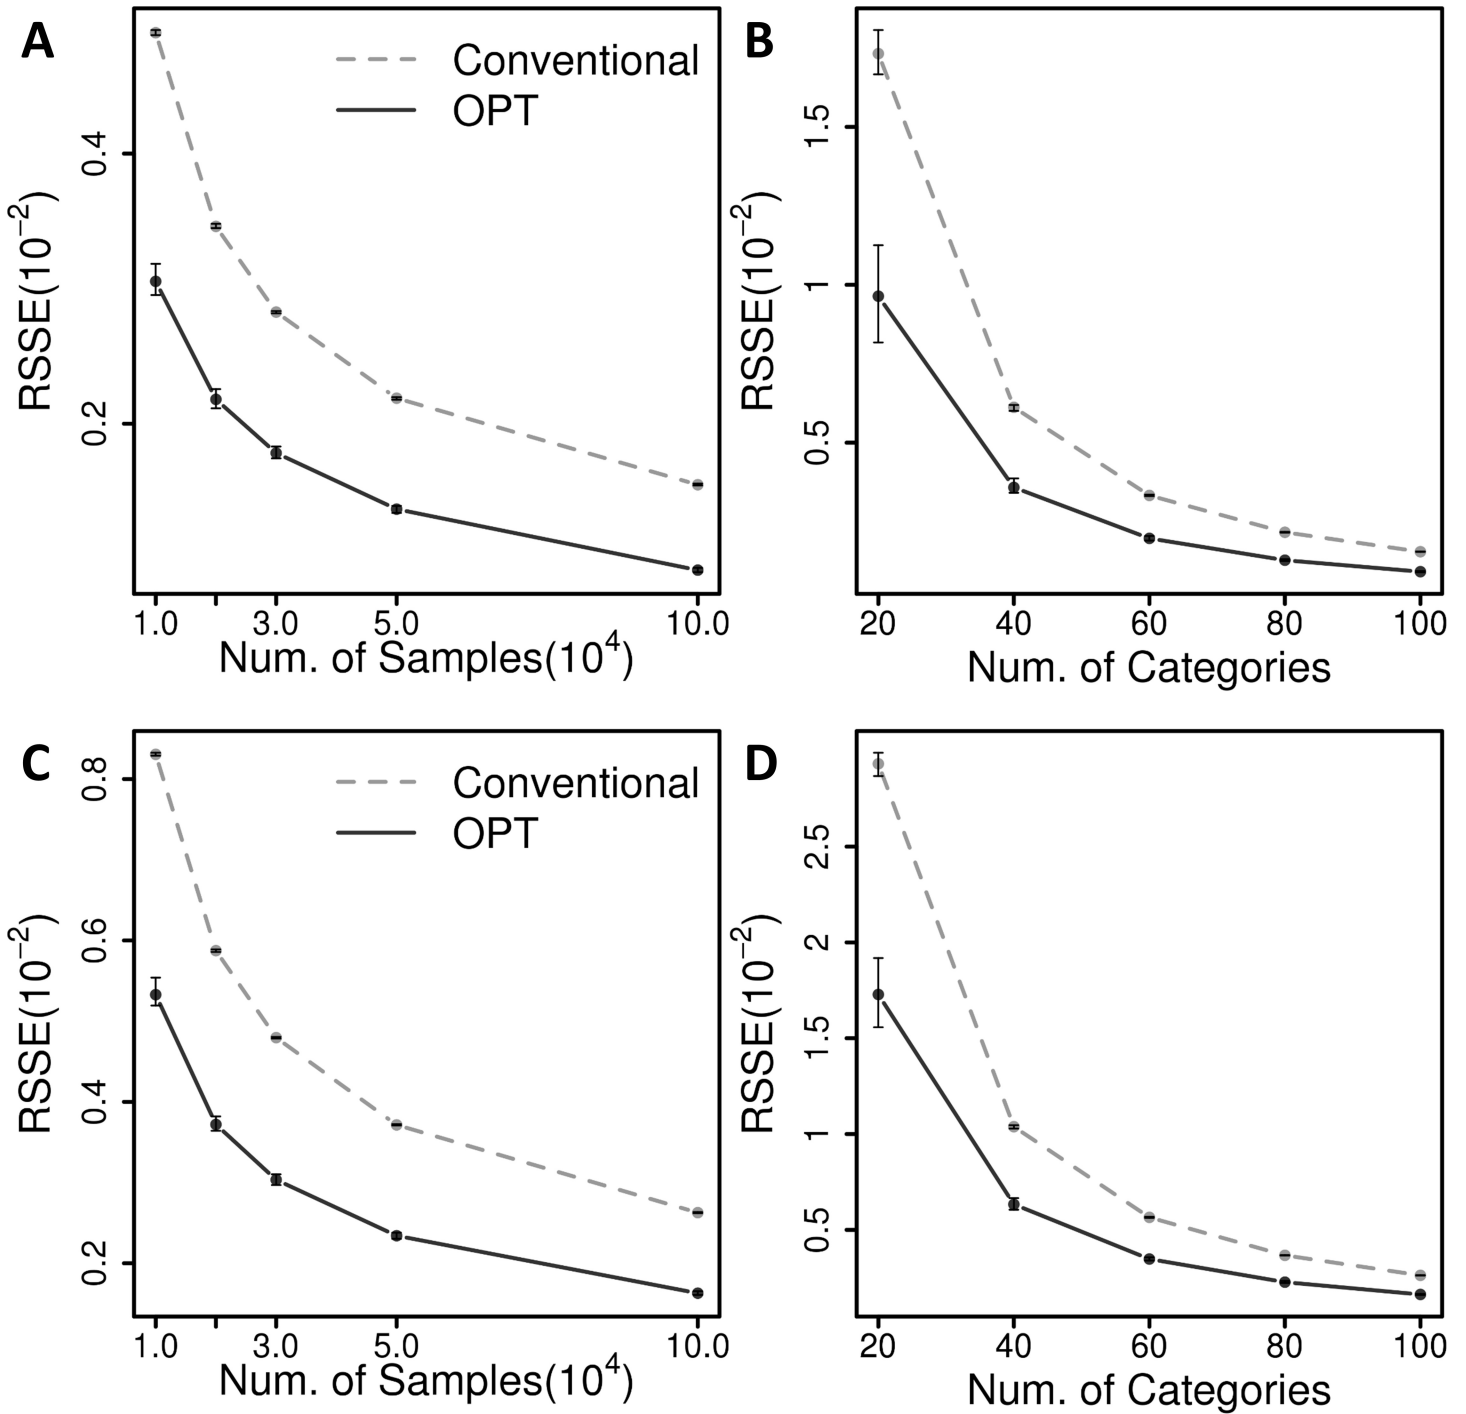 A
Conventional
OPT
RSSE(10⁻²)
0.4
0.2
1.0 3.0 5.0 10.0
Num. of Samples(10⁴)
B
RSSE(10⁻²)
1.5
1
0.5
20 40 60 80 100
Num. of Categories
C
Conventional
OPT
RSSE(10⁻²)
0.8
0.6
0.4
0.2
1.0 3.0 5.0 10.0
Num. of Samples(10⁴)
D
RSSE(10⁻²)
2.5
2
1.5
1
0.5
20 40 60 80 100
Num. of Categories